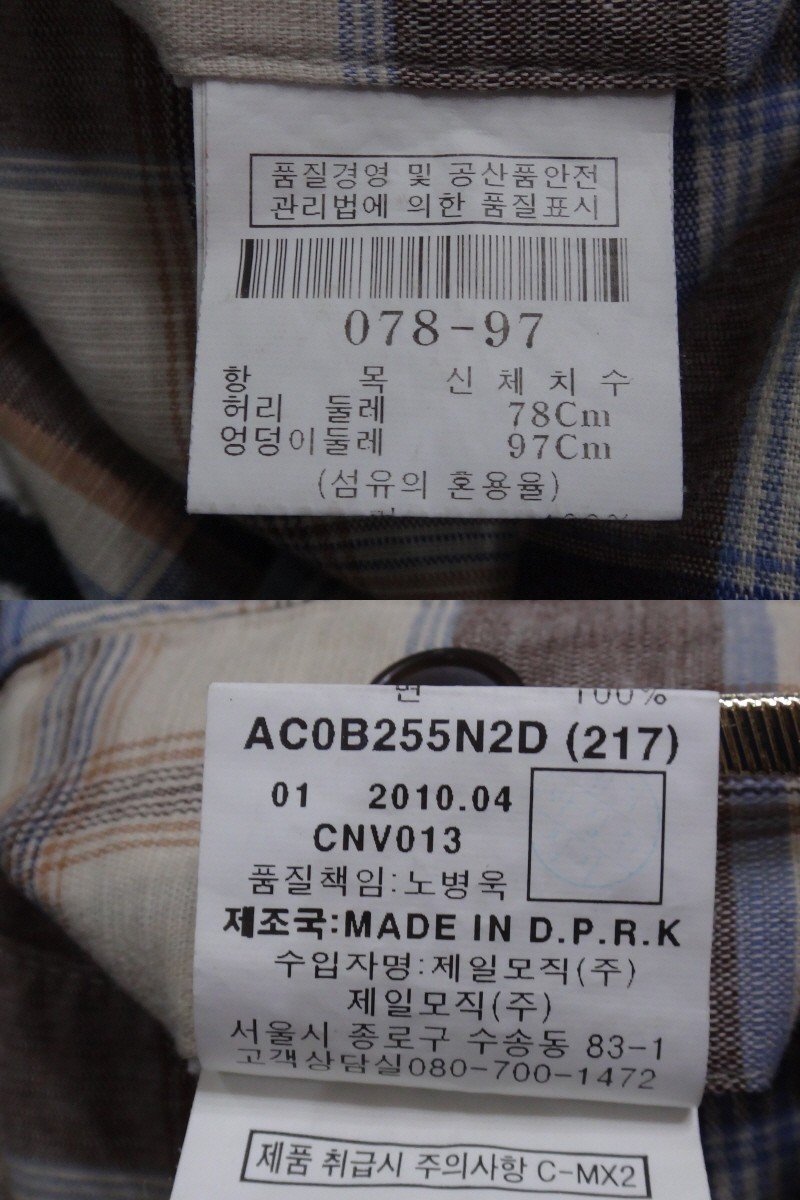 품질경영 및 공산품안전
관리법에 의한 품질표시
078-97
항 목 신 체 치 수
허리 둘레 78Cm
엉덩이둘레 97Cm
(섬유의 혼용율)
면 100%
AC0B255N2D (217)
01 2010.04
CNV013
품질책임:노병욱
제조국:MADE IN D.P.R.K
수입자명:제일모직(주)
제일모직(주)
서울시 종로구 수송동 83-1
고객상담실080-700-1472
제품 취급시 주의사항 C-MX2